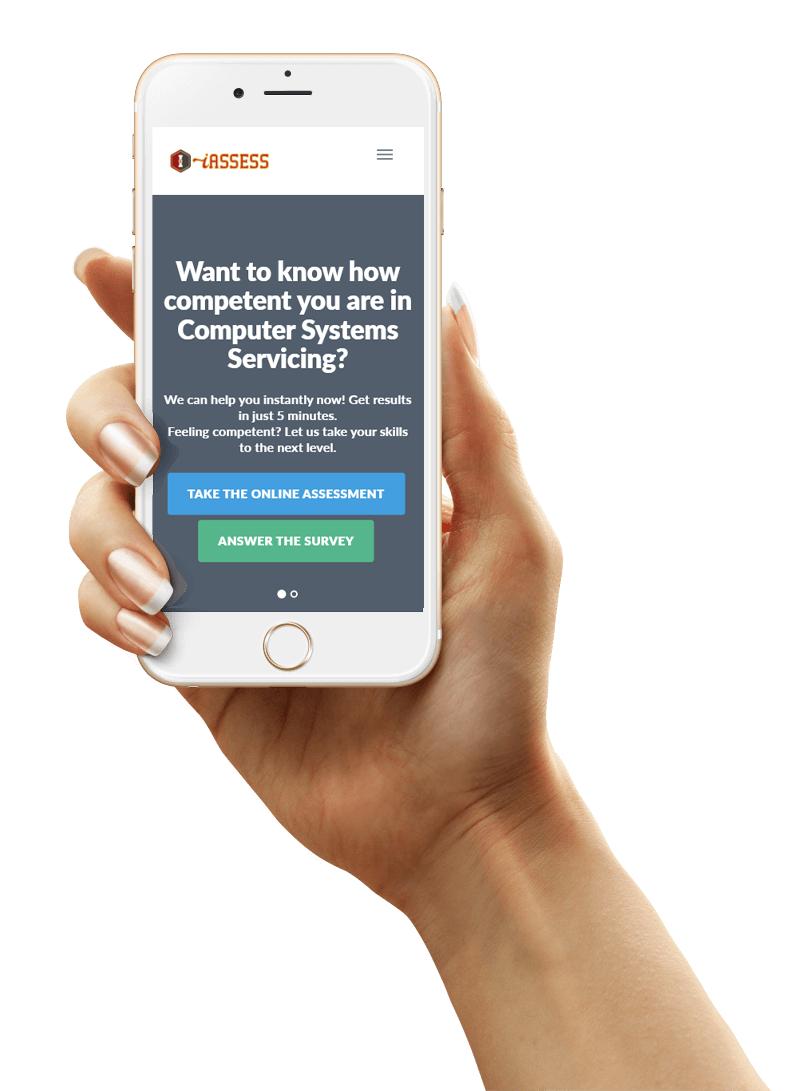 iASSESS
Want to know how
competent you are in
Computer Systems
Servicing?
We can help you instantly now! Get results
in just 5 minutes.
Feeling competent? Let us take your skills
to the next level.
TAKE THE ONLINE ASSESSMENT
ANSWER THE SURVEY